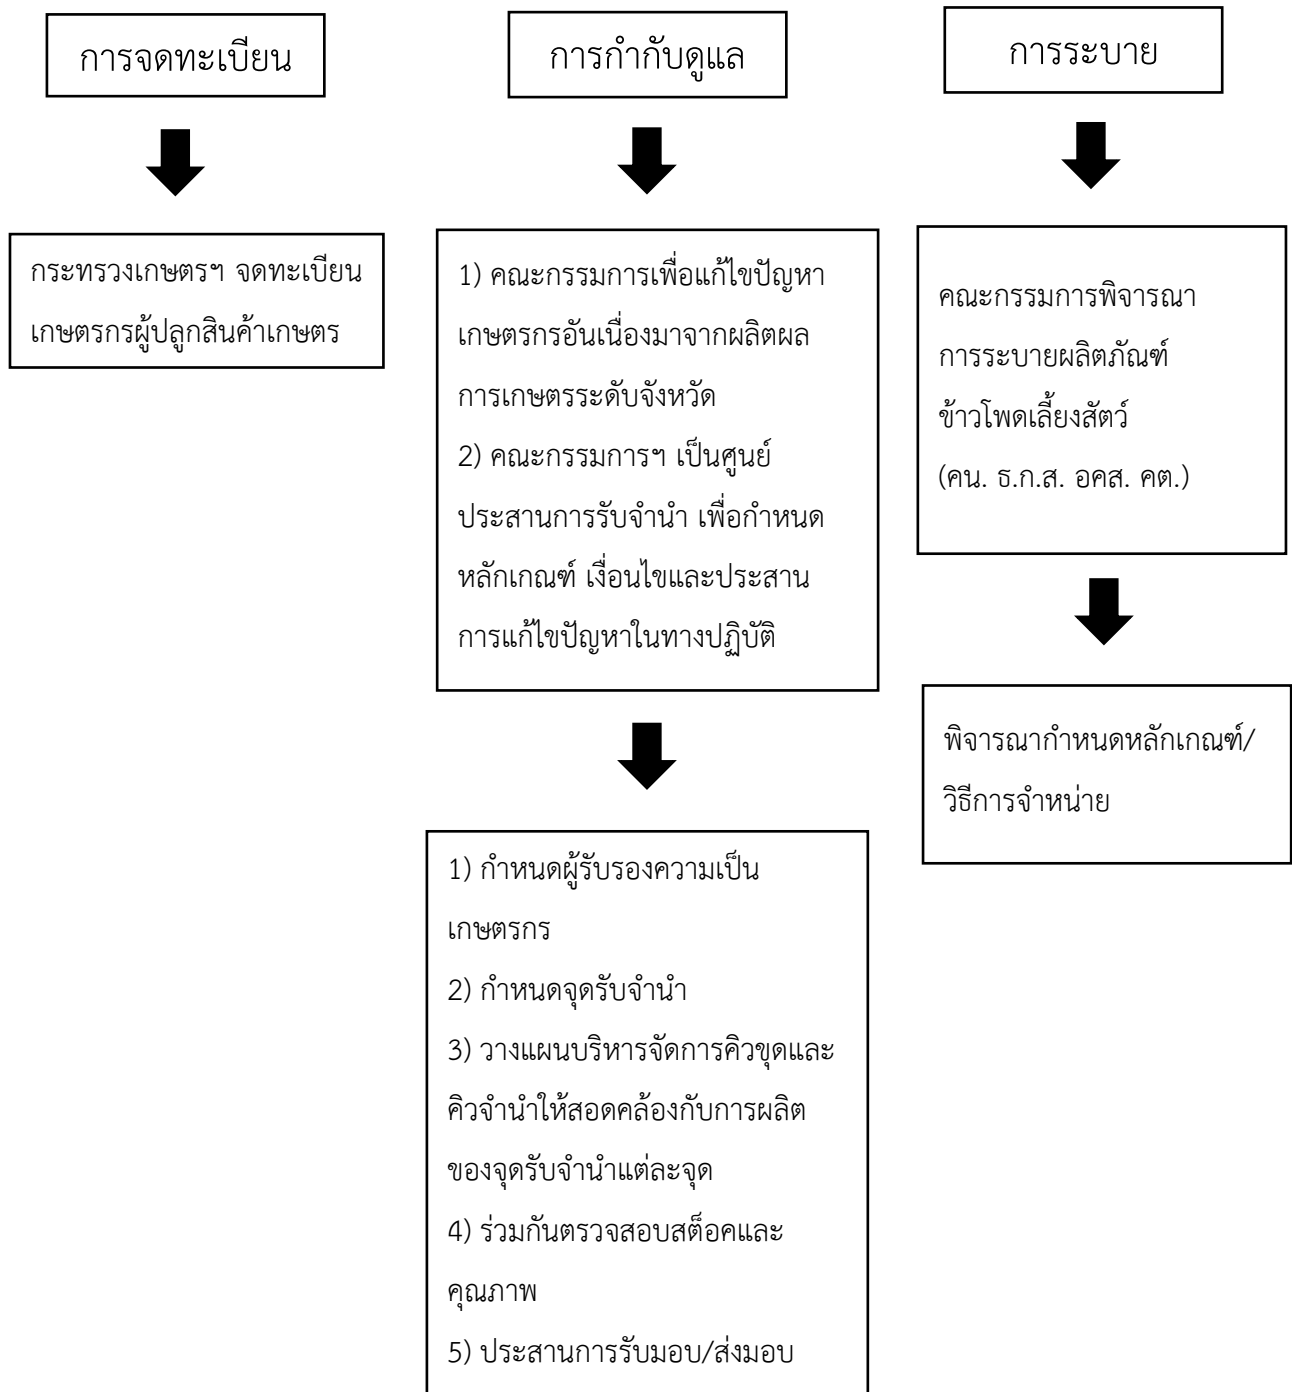 การจดทะเบียน
กระทรวงเกษตรฯ จดทะเบียน
เกษตรกรผู้ปลูกสินค้าเกษตร
การกำกับดูแล
1) คณะกรรมการเพื่อแก้ไขปัญหา
เกษตรกรอันเนื่องมาจากผลิตผล
การเกษตรระดับจังหวัด
2) คณะกรรมการฯ เป็นศูนย์
ประสานการรับจำนำ เพื่อกำหนด
หลักเกณฑ์ เงื่อนไขและประสาน
การแก้ไขปัญหาในทางปฏิบัติ
1) กำหนดผู้รับรองความเป็น
เกษตรกร
2) กำหนดจุดรับจำนำ
3) วางแผนบริหารจัดการคิวขุดและ
คิวจำนำให้สอดคล้องกับการผลิต
ของจุดรับจำนำแต่ละจุด
4) ร่วมกันตรวจสอบสต็อคและ
คุณภาพ
5) ประสานการรับมอบ/ส่งมอบ
การระบาย
คณะกรรมการพิจารณา
การระบายผลิตภัณฑ์
ข้าวโพดเลี้ยงสัตว์
(คน. ธ.ก.ส. อคส. คต.)
พิจารณากำหนดหลักเกณฑ์/
วิธีการจำหน่าย